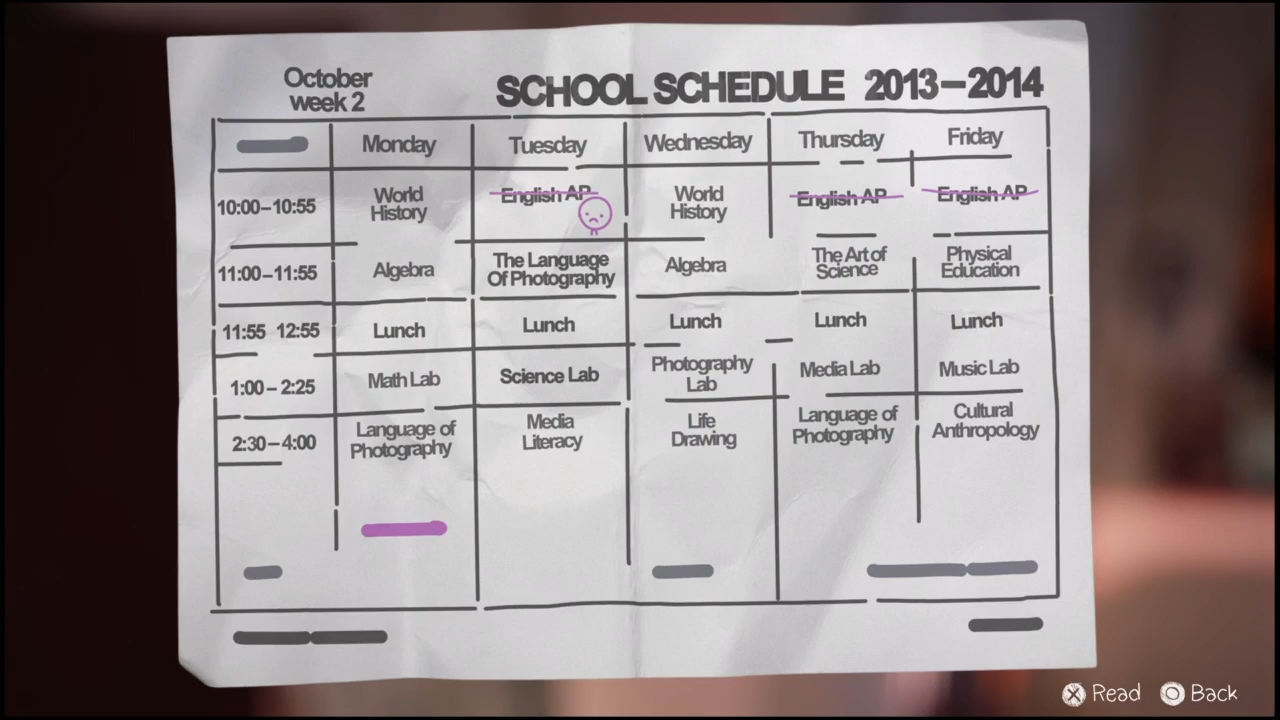 October
week 2
SCHOOL SCHEDULE 2013–2014
Monday Tuesday Wednesday Thursday Friday
10:00–10:55 World History English AP World History English AP English AP
11:00–11:55 Algebra The Language Of Photography Algebra The Art of Science Physical Education
11:55 12:55 Lunch Lunch Lunch Lunch Lunch
1:00 – 2:25 Math Lab Science Lab Photography Lab Media Lab Music Lab
2:30–4:00 Language of Photography Media Literacy Life Drawing Language of Photography Cultural Anthropology
Read Back